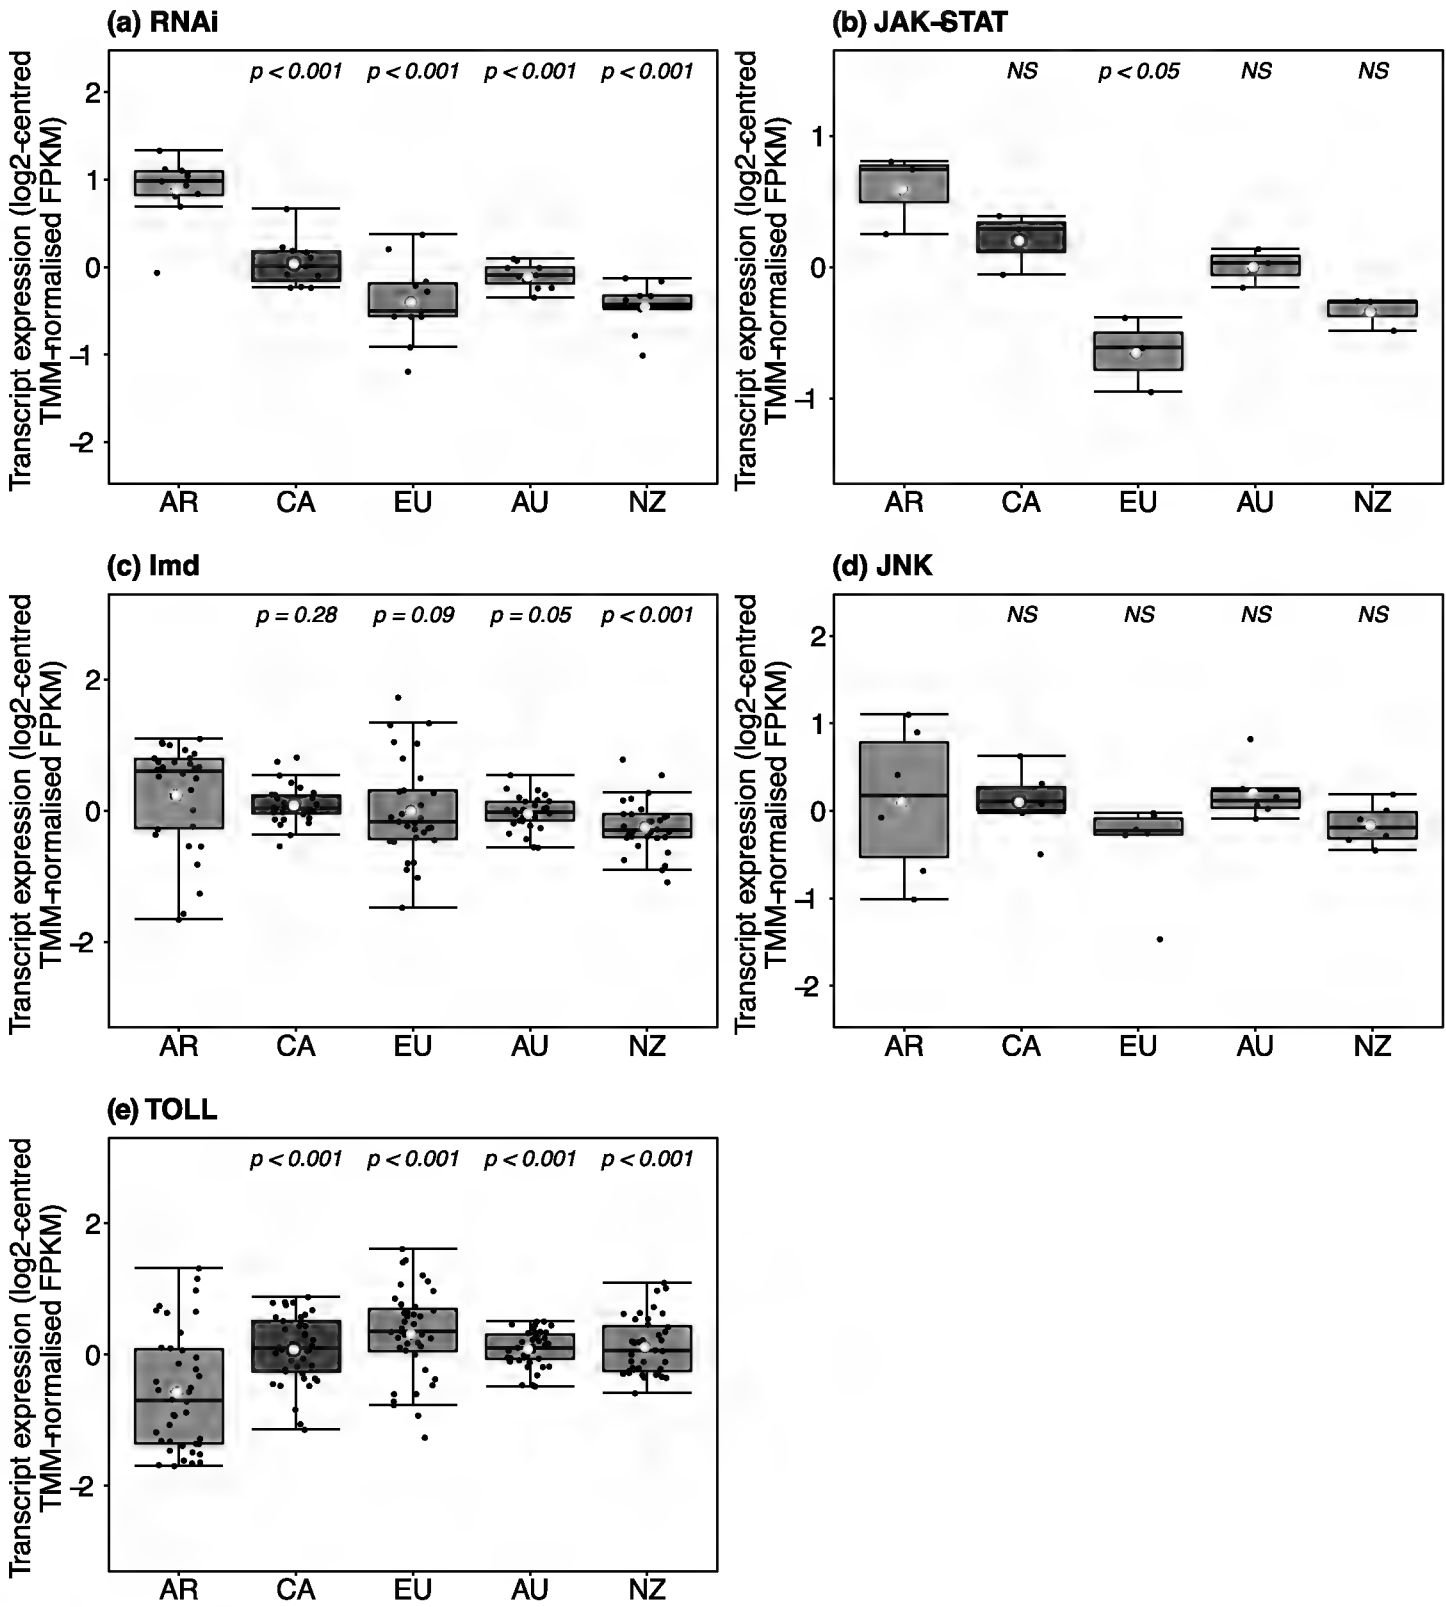 (a) RNAi
Transcript expression (log2-centred
TMM-normalised FPKM)
p < 0.001 p < 0.001 p < 0.001 p < 0.001
2
1
0
-1
-2
AR CA EU AU NZ
(b) JAK-STAT
Transcript expression (log2-centred
TMM-normalised FPKM)
NS p < 0.05 NS NS
1
0
-1
AR CA EU AU NZ
(c) Imd
Transcript expression (log2-centred
TMM-normalised FPKM)
p = 0.28 p = 0.09 p = 0.05 p < 0.001
2
0
-2
AR CA EU AU NZ
(d) JNK
Transcript expression (log2-centred
TMM-normalised FPKM)
NS NS NS NS
2
1
0
-1
-2
AR CA EU AU NZ
(e) TOLL
Transcript expression (log2-centred
TMM-normalised FPKM)
p < 0.001 p < 0.001 p < 0.001 p < 0.001
2
0
-2
AR CA EU AU NZ